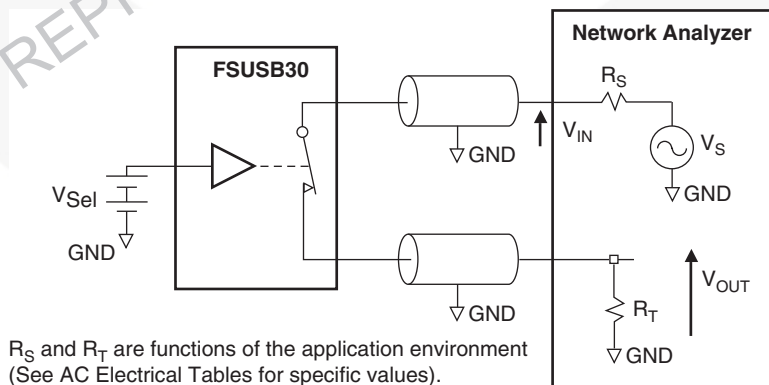 REPR
Network Analyzer
FSUSB30
R_S
V_IN
V_S
GND
GND
V_Sel
GND
GND
V_OUT
R_T
GND
R_S and R_T are functions of the application environment
(See AC Electrical Tables for specific values).